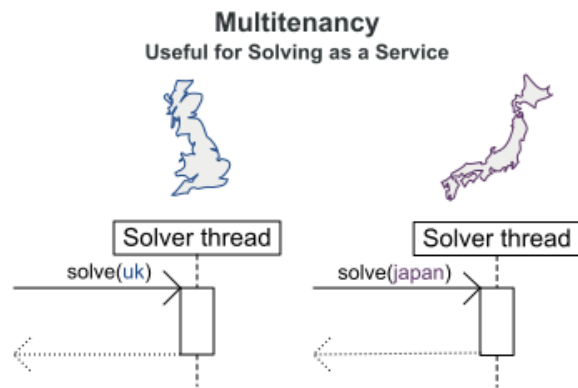 Multitenancy
Useful for Solving as a Service
Solver thread
Solver thread
solve(uk)
solve(japan)